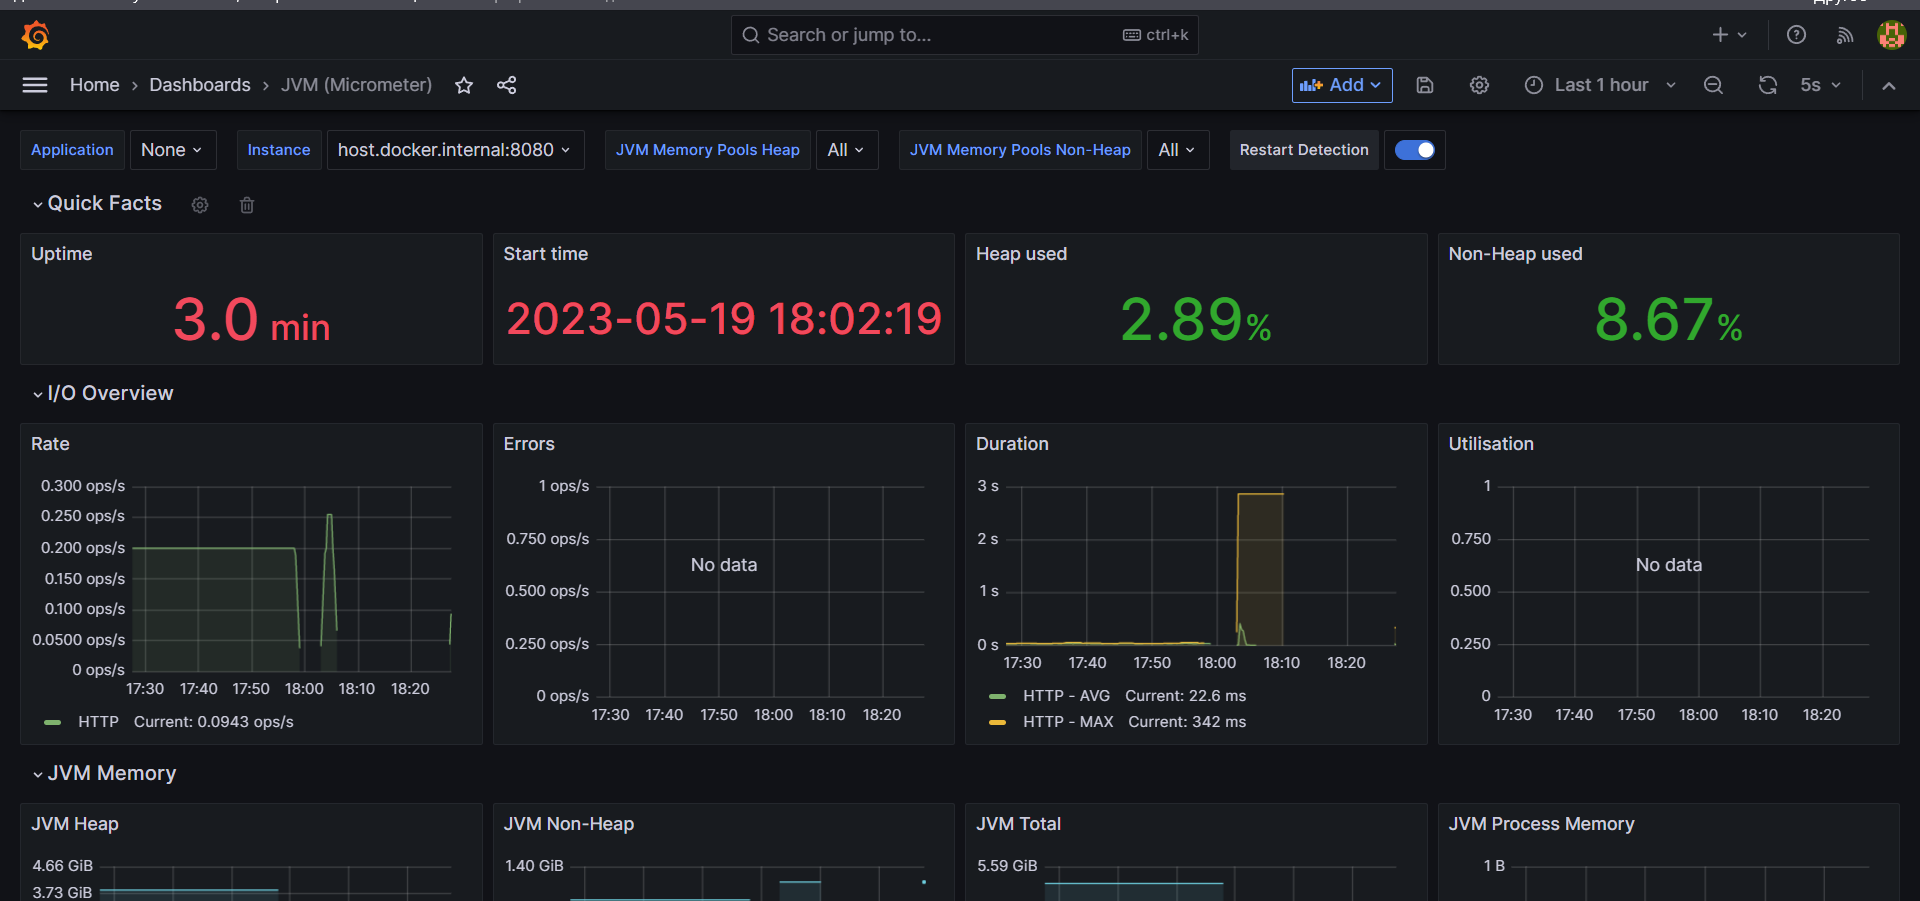 Search or jump to...
ctrl+k
Home
Dashboards
JVM (Micrometer)
Add
Last 1 hour
5s
Application
None
Instance
host.docker.internal:8080
JVM Memory Pools Heap
All
JVM Memory Pools Non-Heap
All
Restart Detection
Quick Facts
Uptime
3.0 min
Start time
2023-05-19 18:02:19
Heap used
2.89%
Non-Heap used
8.67%
I/O Overview
Rate
0.300 ops/s
0.250 ops/s
0.200 ops/s
0.150 ops/s
0.100 ops/s
0.0500 ops/s
0 ops/s
17:30 17:40 17:50 18:00 18:10 18:20
HTTP Current: 0.0943 ops/s
Errors
1 ops/s
0.750 ops/s
0.500 ops/s
0.250 ops/s
0 ops/s
No data
17:30 17:40 17:50 18:00 18:10 18:20
Duration
3 s
2 s
1 s
0 s
17:30 17:40 17:50 18:00 18:10 18:20
HTTP - AVG Current: 22.6 ms
HTTP - MAX Current: 342 ms
Utilisation
1
0.750
0.500
0.250
0
No data
17:30 17:40 17:50 18:00 18:10 18:20
JVM Memory
JVM Heap
4.66 GiB
3.73 GiB
JVM Non-Heap
1.40 GiB
JVM Total
5.59 GiB
JVM Process Memory
1 B